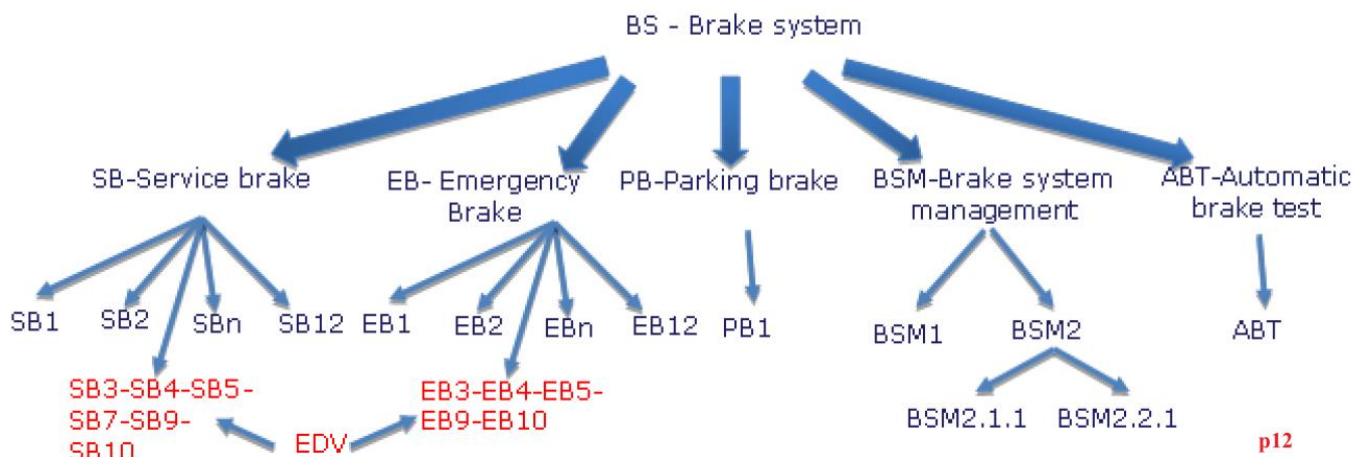 BS - Brake system
SB-Service brake
EB- Emergency
Brake
PB-Parking brake
BSM-Brake system
management
ABT-Automatic
brake test
SB1
SB2
SBn
SB12
EB1
EB2
EBn
EB12
PB1
BSM1
BSM2
ABT
SB3-SB4-SB5-
SB7-SB9-
SB10
EB3-EB4-EB5-
EB9-EB10
EDV
BSM2.1.1
BSM2.2.1
p12